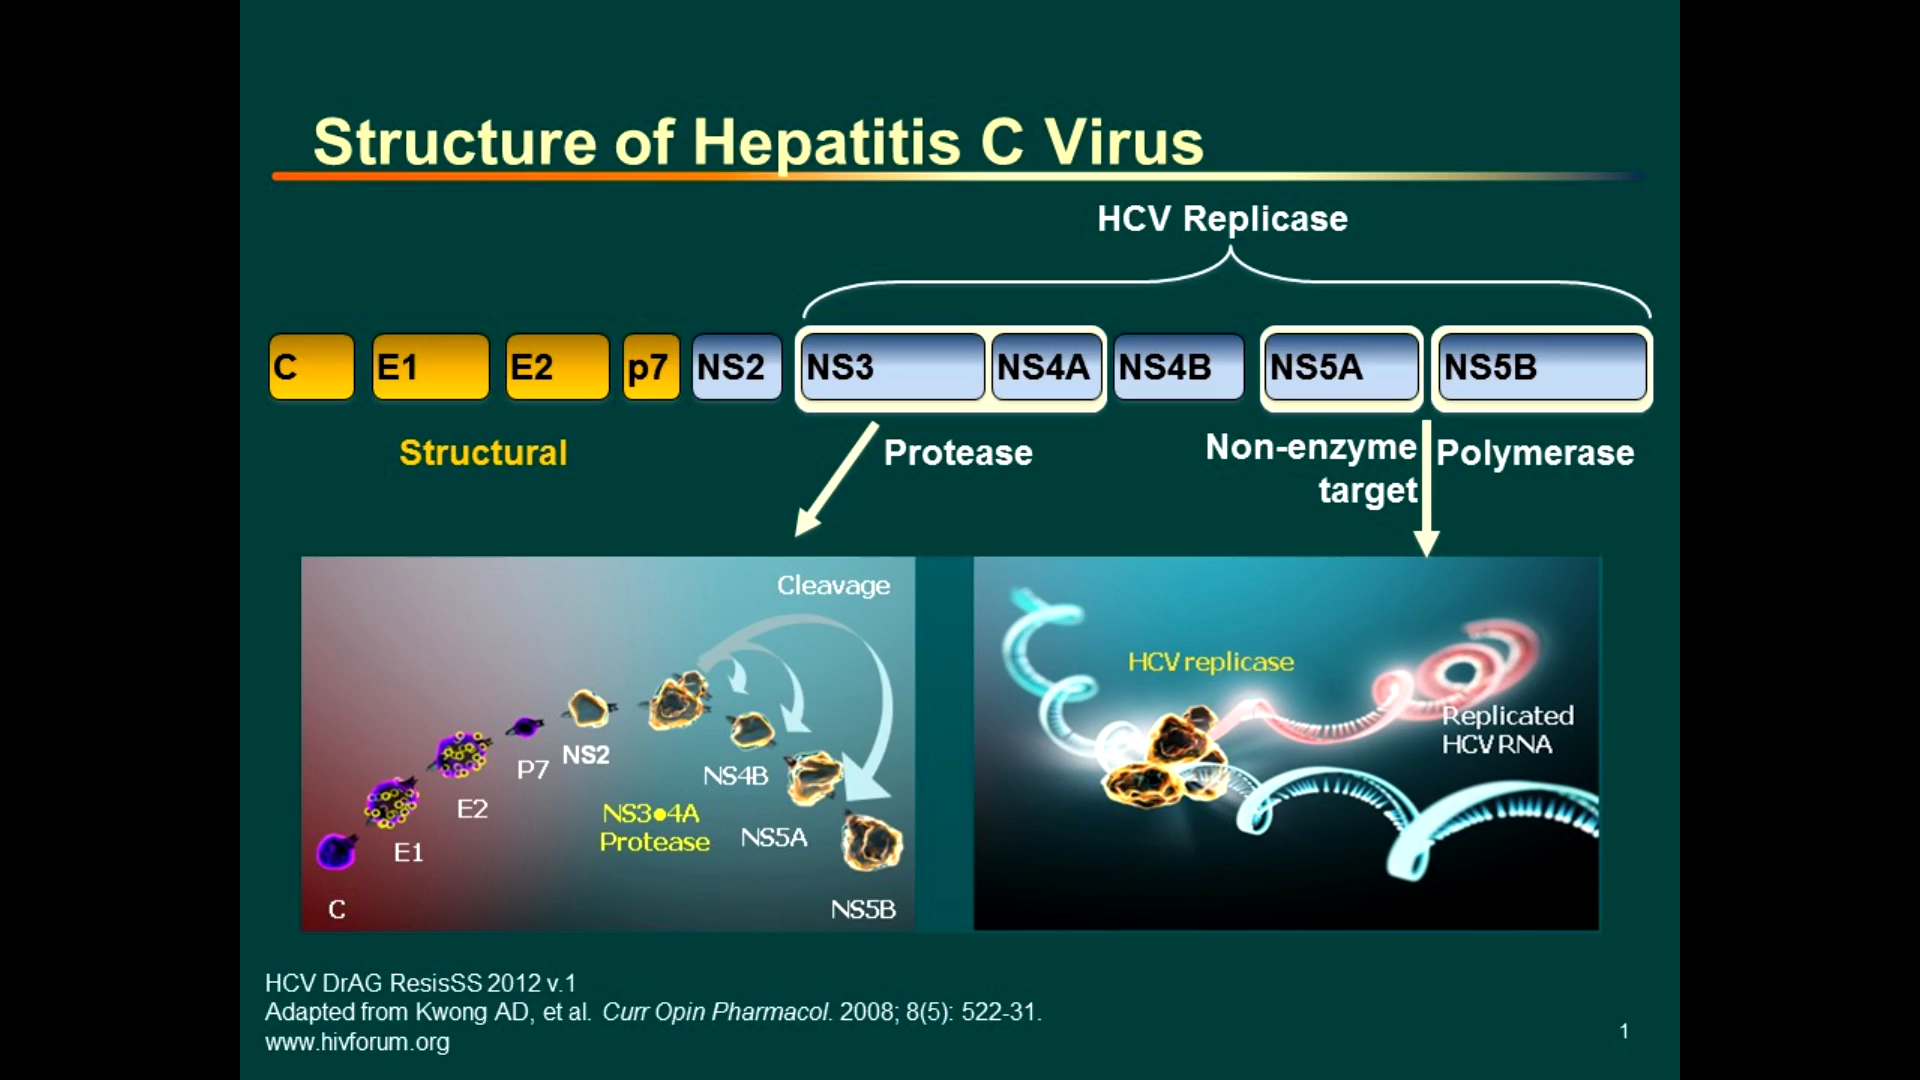 Structure of Hepatitis C Virus
HCV Replicase
C E1 E2 p7 NS2 NS3 NS4A NS4B NS5A NS5B
Structural
Protease
Non-enzyme
target
Polymerase
Cleavage
C
E1
E2
P7
NS2
NS3•4A
Protease
NS4B
NS5A
NS5B
HCV replicase
Replicated
HCV RNA
HCV DrAG ResisSS 2012 v.1
Adapted from Kwong AD, et al. Curr Opin Pharmacol. 2008; 8(5): 522-31.
www.hivforum.org
1